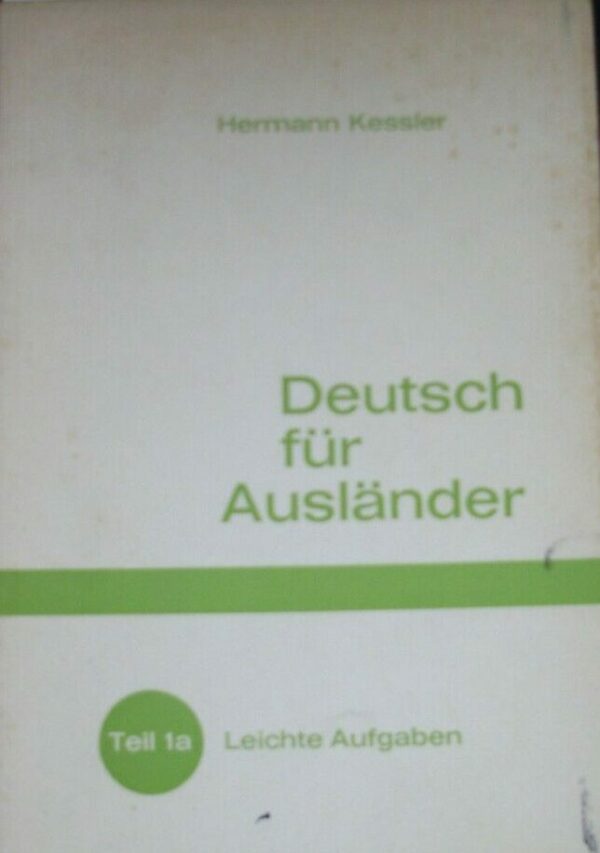 Hermann Kessler
Deutsch
für
Ausländer
Teil 1a Leichte Aufgaben